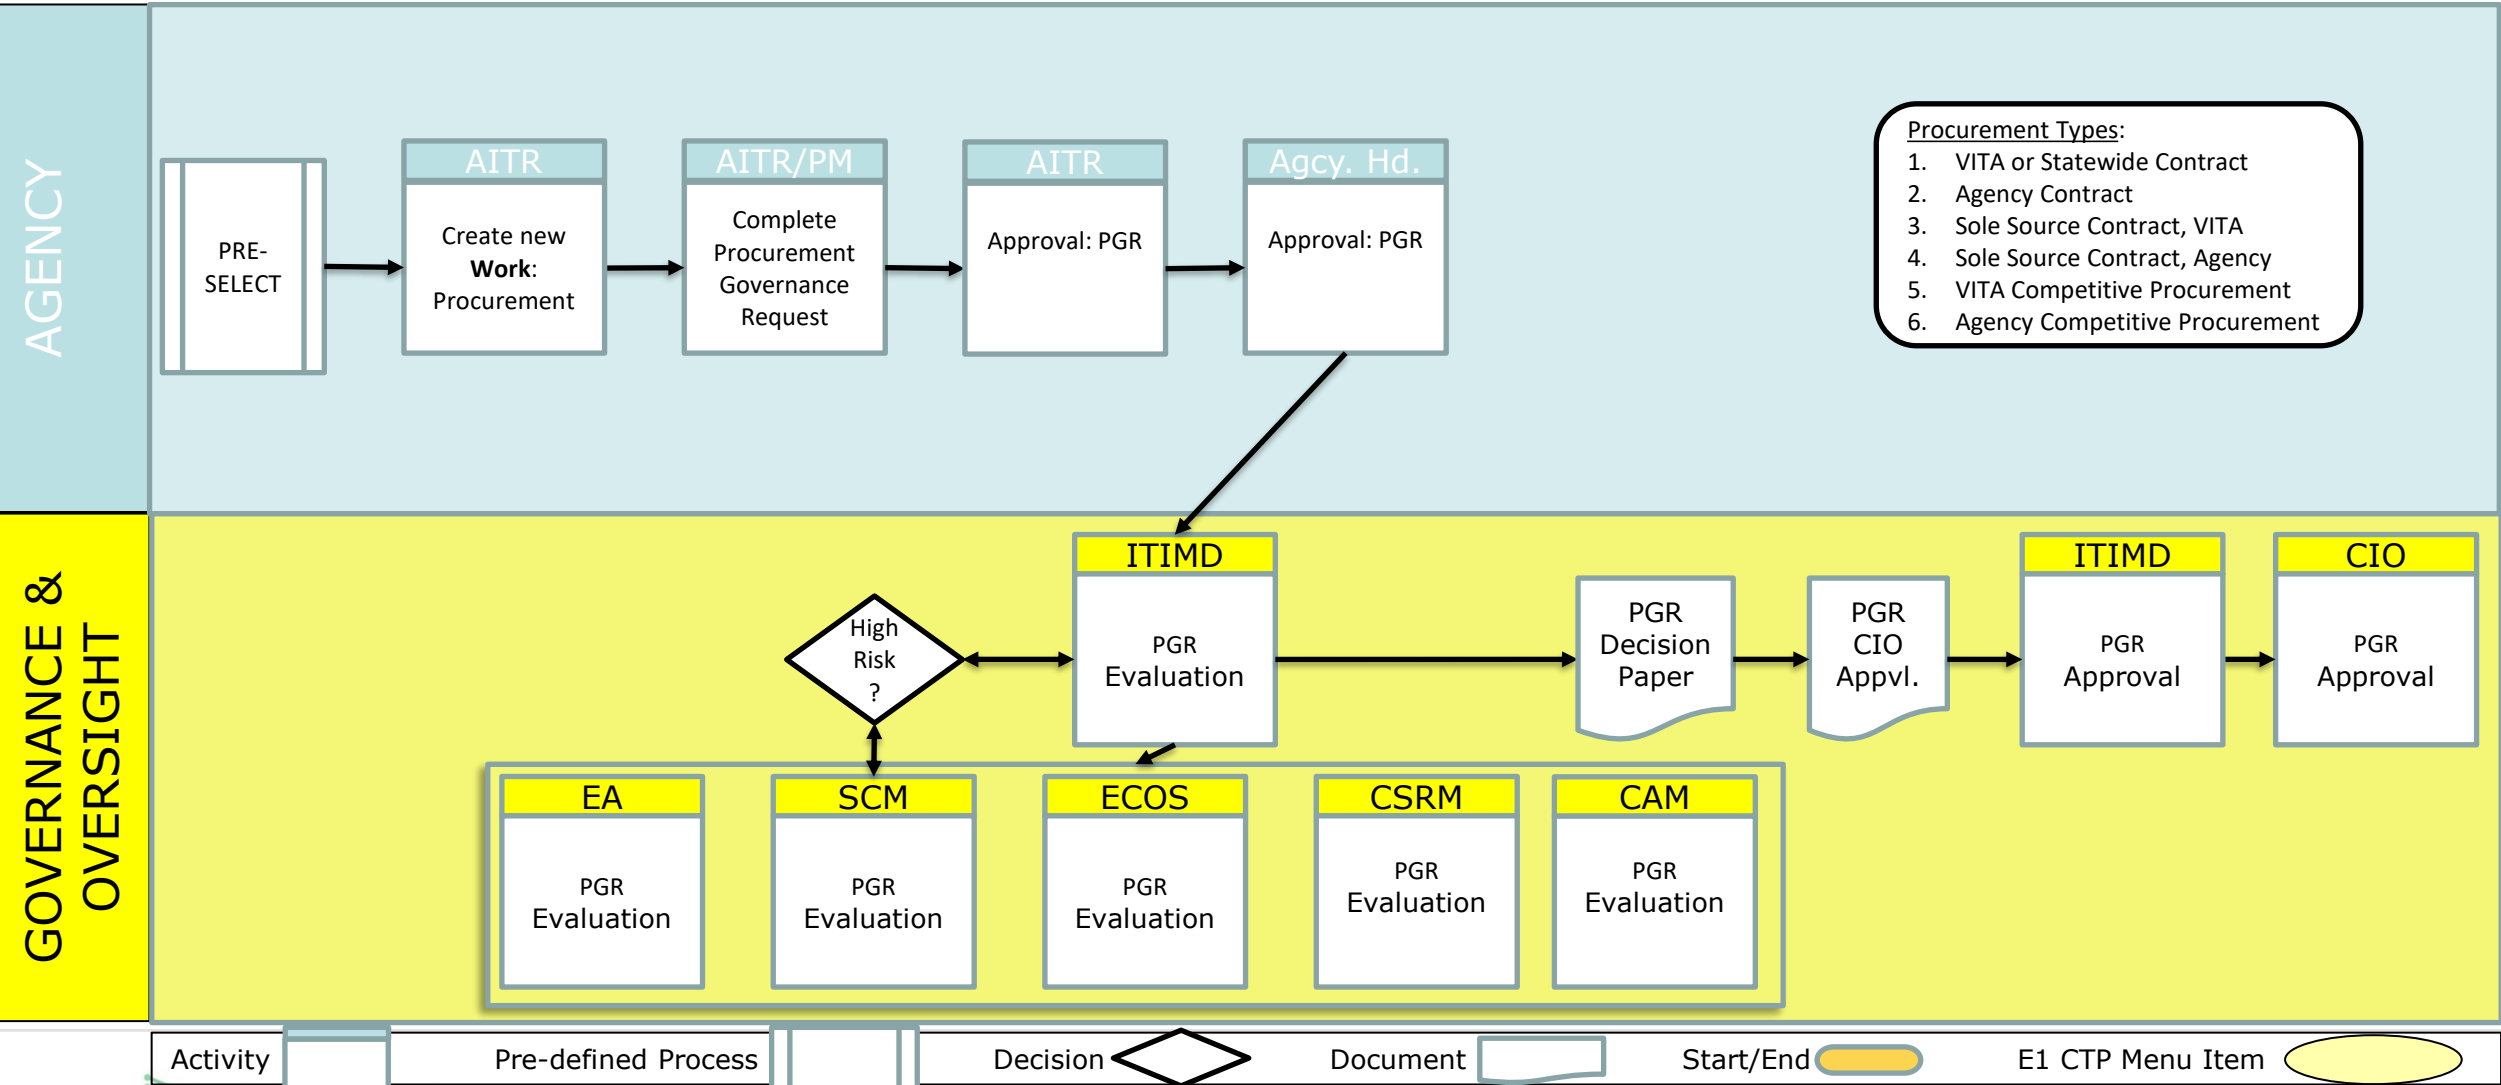 AGENCY
PRE-
SELECT
AITR
Create new
Work:
Procurement
AITR/PM
Complete
Procurement
Governance
Request
AITR
Approval: PGR
Agcy. Hd.
Approval: PGR
Procurement Types:
1. VITA or Statewide Contract
2. Agency Contract
3. Sole Source Contract, VITA
4. Sole Source Contract, Agency
5. VITA Competitive Procurement
6. Agency Competitive Procurement
GOVERNANCE &
OVERSIGHT
High
Risk
?
ITIMD
PGR
Evaluation
PGR
Decision
Paper
PGR
CIO
Appvl.
ITIMD
PGR
Approval
CIO
PGR
Approval
EA
PGR
Evaluation
SCM
PGR
Evaluation
ECOS
PGR
Evaluation
CSRM
PGR
Evaluation
CAM
PGR
Evaluation
Activity
Pre-defined Process
Decision
Document
Start/End
E1 CTP Menu Item